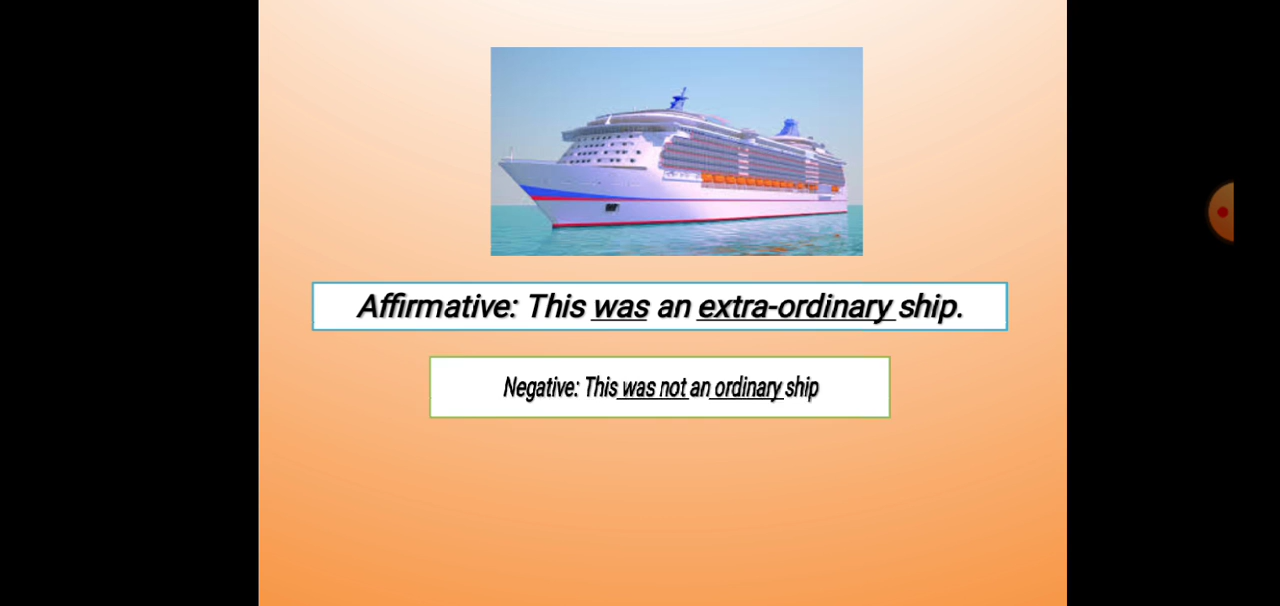 Affirmative: This was an extra-ordinary ship.
Negative: This was not an ordinary ship